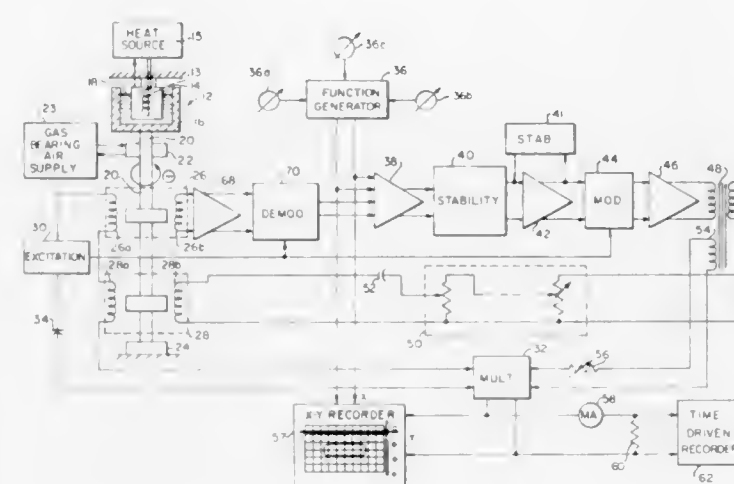 HEAT
SOURCE
15
36c
36
36a
FUNCTION
GENERATOR
36b
18
13
14
12
16
23
GAS
BEARING
AIR
SUPPLY
20
22
20
26
68
70
DEMOD
38
40
STABILITY
41
STAB
42
44
MOD
46
48
54
30
EXCITATION
26a
26b
28a
28b
28
34
24
52
50
32
MULT
56
X
X-Y RECORDER
57
Y
58
MA
60
TIME
DRIVEN
RECORDER
62